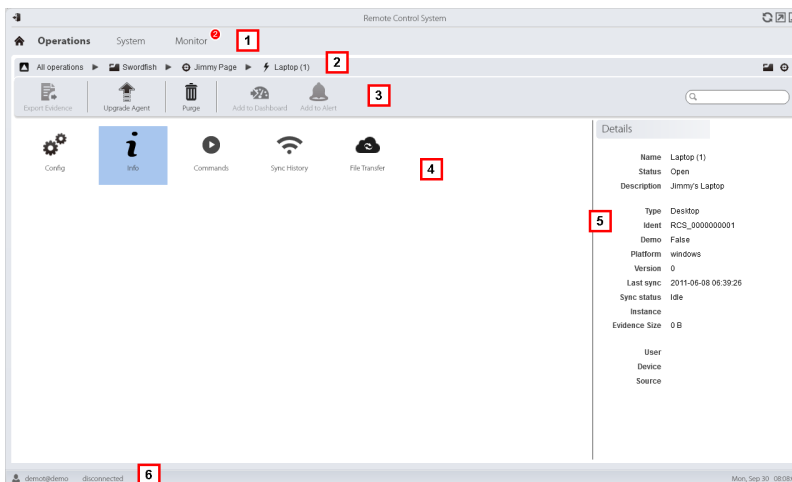 Remote Control System
Operations System Monitor 2 1
All operations Swordfish Jimmy Page Laptop (1) 2
Export Evidence Upgrade Agent Purge Add to Dashboard Add to Alert 3
Config Info Commands Sync History File Transfer 4
Details
Name Laptop (1)
Status Open
Description Jimmy's Laptop
Type Desktop
5
Ident RCS_0000000001
Demo False
Platform windows
Version 0
Last sync 2011-06-08 06:39:26
Sync status Idle
Instance
Evidence Size 0 B
User
Device
Source
demot@demo disconnected 6 Mon, Sep 30